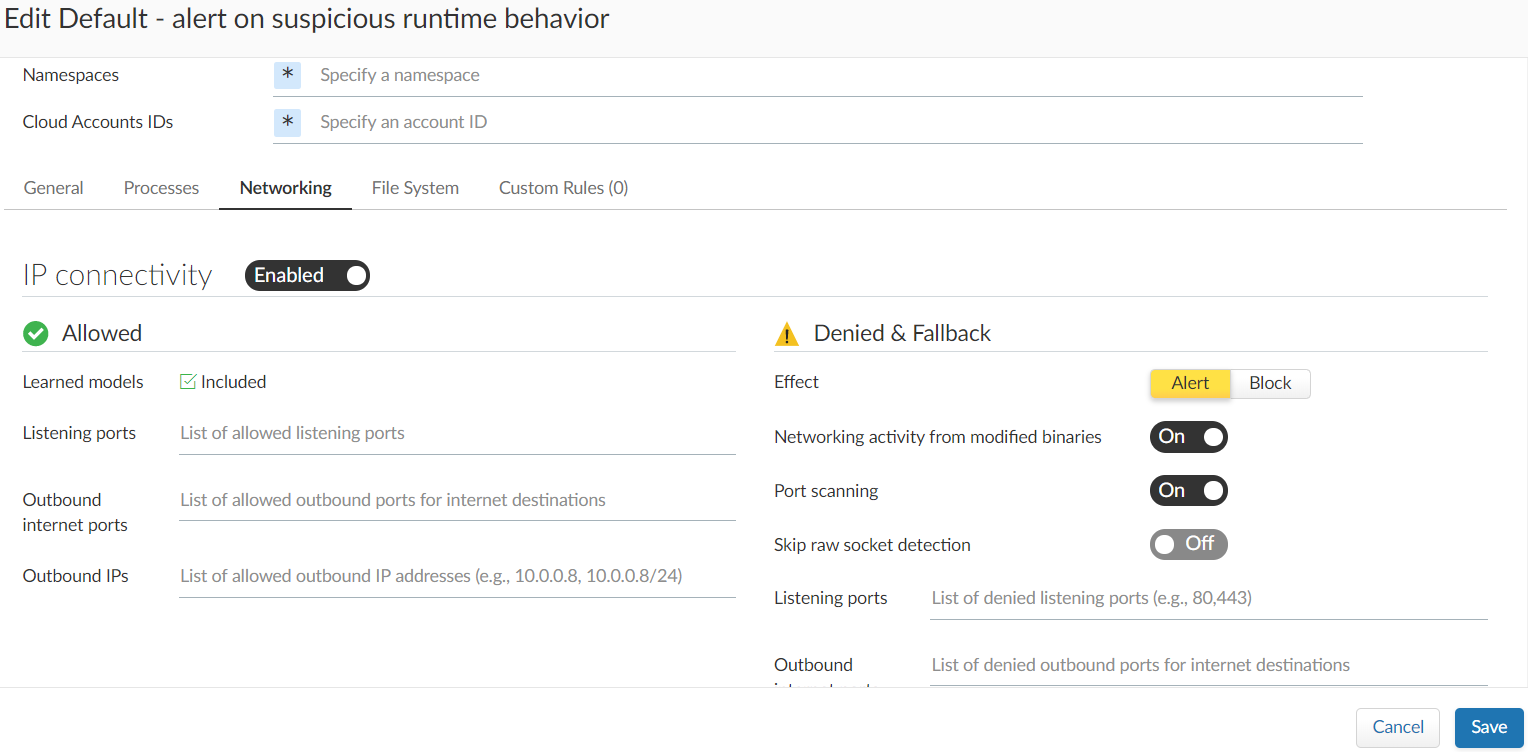 Edit Default - alert on suspicious runtime behavior
Namespaces
* Specify a namespace
Cloud Accounts IDs
* Specify an account ID
General Processes Networking File System Custom Rules (0)
IP connectivity Enabled
Allowed
Learned models Included
Listening ports List of allowed listening ports
Outbound
internet ports
List of allowed outbound ports for internet destinations
Outbound IPs List of allowed outbound IP addresses (e.g., 10.0.0.8, 10.0.0.8/24)
Denied & Fallback
Effect Alert Block
Networking activity from modified binaries On
Port scanning On
Skip raw socket detection Off
Listening ports List of denied listening ports (e.g., 80,443)
Outbound
List of denied outbound ports for internet destinations
Cancel Save